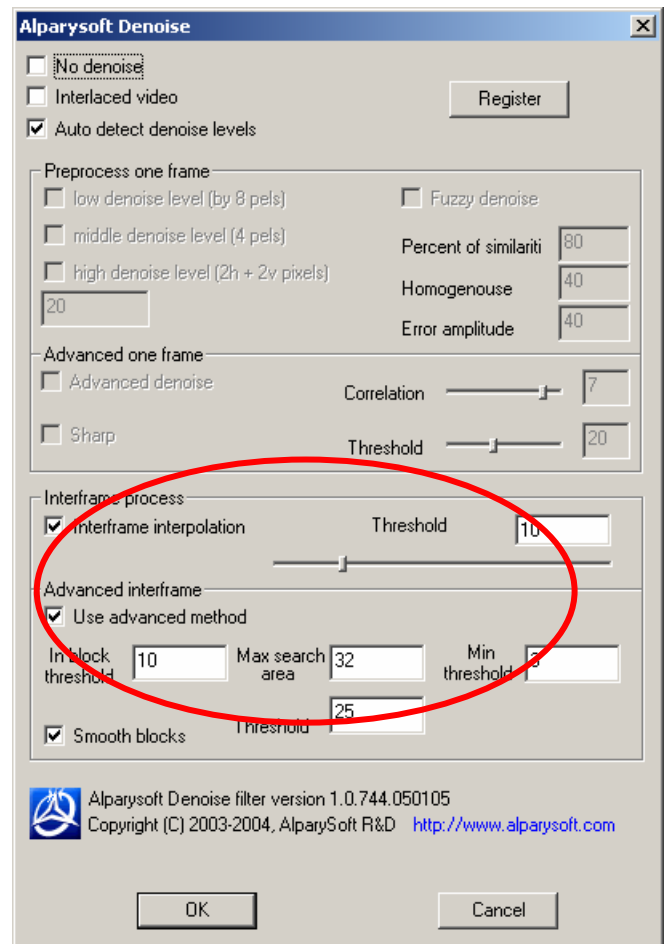 Alparysoft Denoise
No denoise
Interlaced video
Register
Auto detect denoise levels
Preprocess one frame
low denoise level (by 8 pels)
Fuzzy denoise
middle denoise level (4 pels)
Percent of similariti 80
high denoise level (2h + 2v pixels)
20
Homogenouse 40
Error amplitude 40
Advanced one frame
Advanced denoise
Correlation 7
Sharp
Threshold 20
Interframe process
Interframe interpolation
Threshold 10
Advanced interframe
Use advanced method
In block threshold 10
Max search area 32
Min threshold
Smooth blocks
Threshold 25
Alparysoft Denoise filter version 1.0.744.050105
Copyright (C) 2003-2004, AlparySoft R&D http://www.alparysoft.com
OK
Cancel